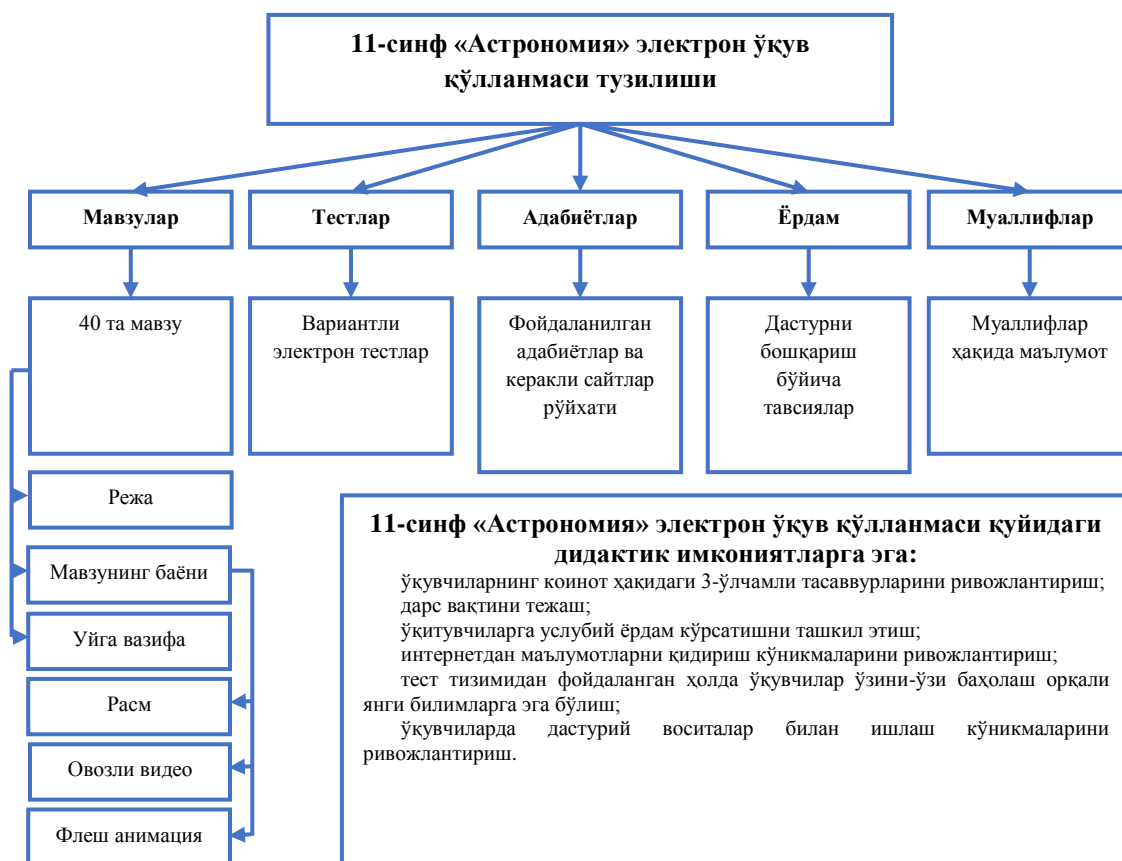 11-синф «Астрономия» электрон ўқув
қўлланмаси тузилиши
Мавзулар
Тестлар
Адабиётлар
Ёрдам
Муаллифлар
40 та мавзу
Вариантли
электрон тестлар
Фойдаланилган
адабиётлар ва
керакли сайтлар
рўйхати
Дастурни
бошқариш
бўйича
тавсиялар
Муаллифлар
ҳақида маълумот
Режа
Мавзунинг баёни
Уйга вазифа
Расм
Овозли видео
Флеш анимация
11-синф «Астрономия» электрон ўқув қўлланмаси қуйидаги
дидактик имкониятларга эга:
ўқувчиларнинг коинот ҳақидаги 3-ўлчамли тасаввурларини ривожлантириш;
дарс вақтини тежаш;
ўқитувчиларга услубий ёрдам кўрсатишни ташкил этиш;
интернетдан маълумотларни қидириш кўникмаларини ривожлантириш;
тест тизимидан фойдаланган ҳолда ўқувчилар ўзини-ўзи баҳолаш орқали
янги билимларга эга бўлиш;
ўқувчиларда дастурий воситалар билан ишлаш кўникмаларини
ривожлантириш.